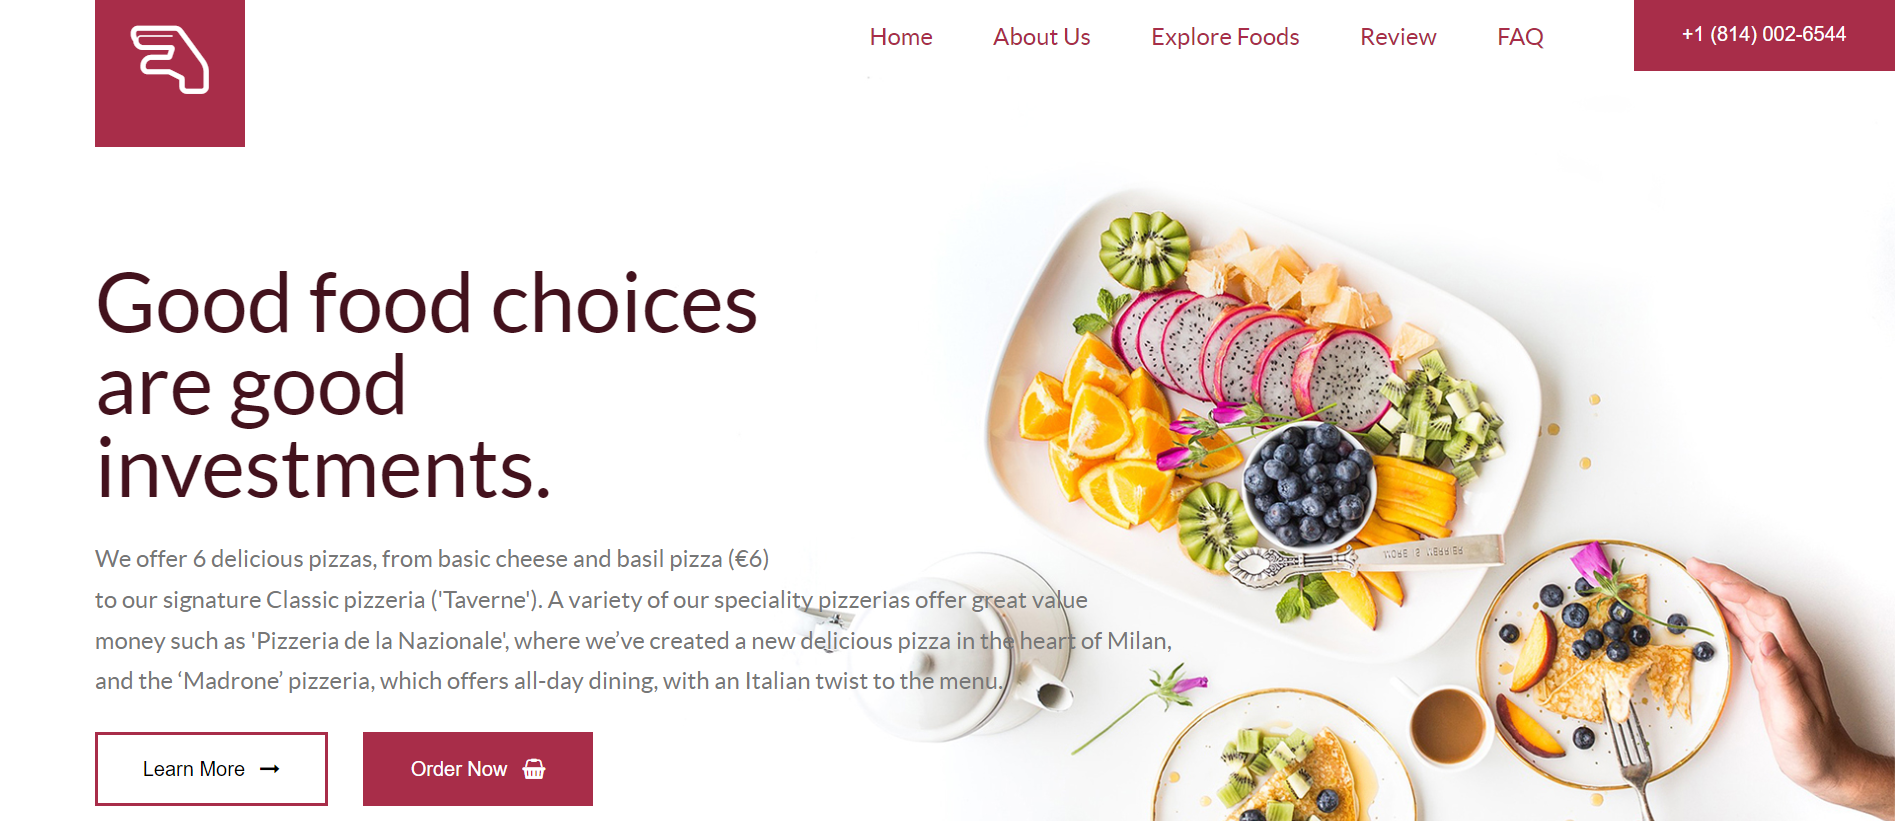 Home About Us Explore Foods Review FAQ +1 (814) 002-6544
Good food choices
are good
investments.
We offer 6 delicious pizzas, from basic cheese and basil pizza (€6)
to our signature Classic pizzeria ('Taverne'). A variety of our speciality pizzerias offer great value
money such as 'Pizzeria de la Nazionale', where we’ve created a new delicious pizza in the heart of Milan,
and the ‘Madrone’ pizzeria, which offers all-day dining, with an Italian twist to the menu.
Learn More Order Now